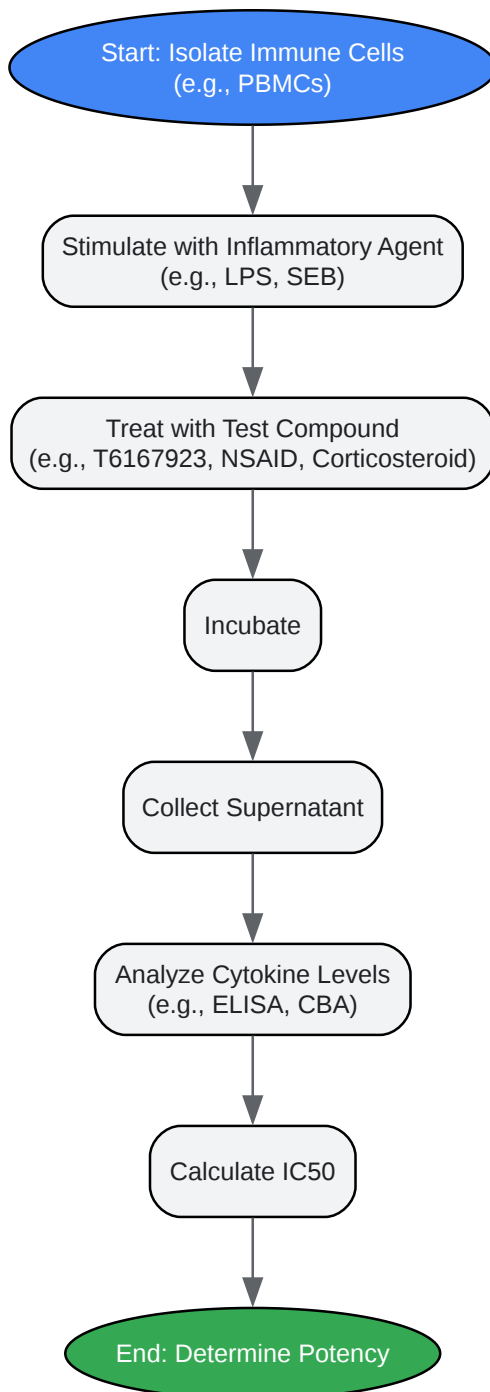 Start: Isolate Immune Cells
(e.g., PBMCs)
Stimulate with Inflammatory Agent
(e.g., LPS, SEB)
Treat with Test Compound
(e.g., T6167923, NSAID, Corticosteroid)
Incubate
Collect Supernatant
Analyze Cytokine Levels
(e.g., ELISA, CBA)
Calculate IC50
End: Determine Potency